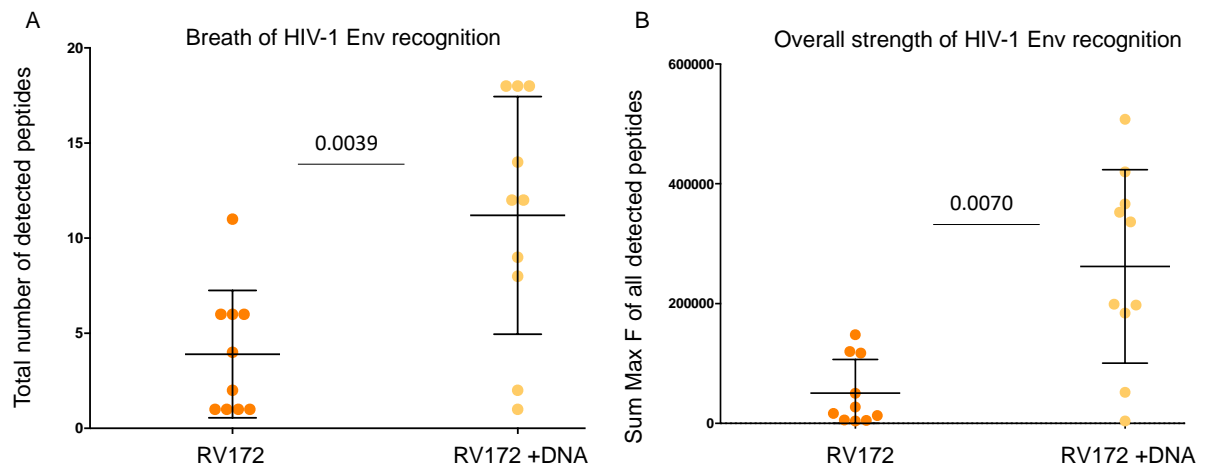 A
Breath of HIV-1 Env recognition
Total number of detected peptides
20
15
10
5
0
0.0039
RV172
RV172 +DNA
B
Overall strength of HIV-1 Env recognition
Sum Max F of all detected peptides
600000
400000
200000
0
0.0070
RV172
RV172 +DNA